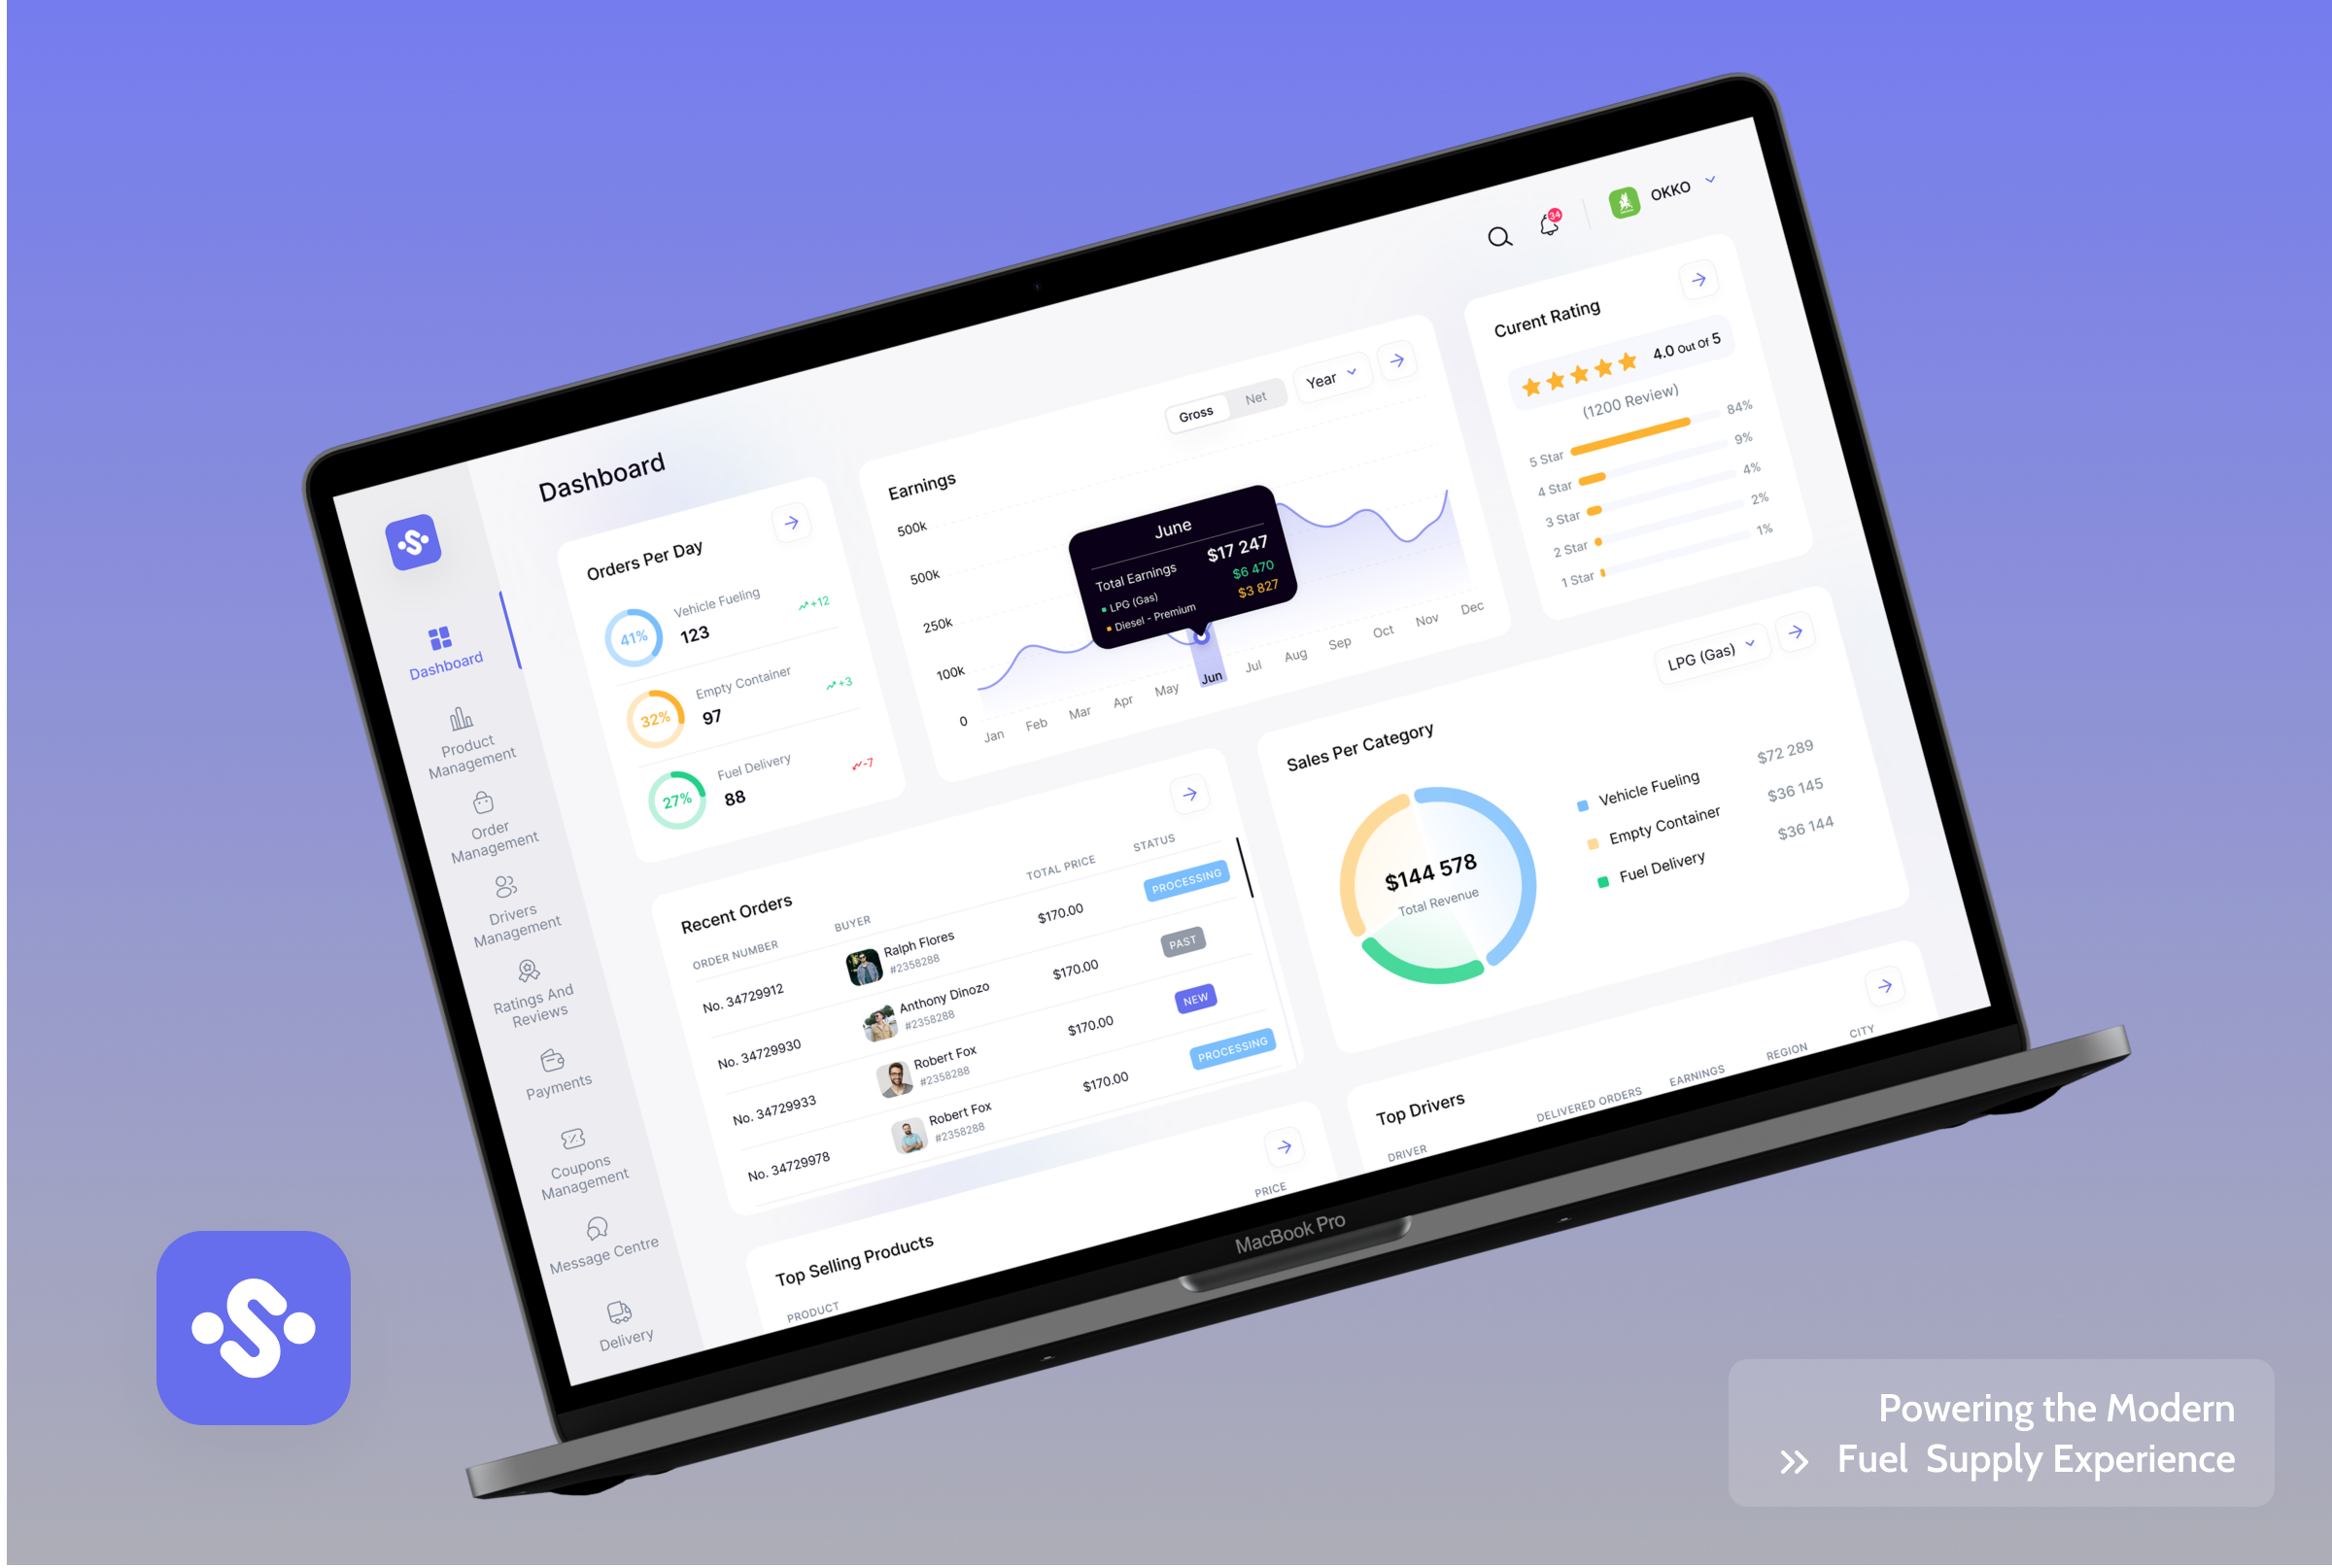 OKKO
34
Dashboard
Dashboard
Product
Management
Order
Management
Drivers
Management
Ratings And
Reviews
Payments
Coupons
Management
Message Centre
Delivery
Orders Per Day
41%
Vehicle Fueling
123
+12
32%
Empty Container
97
+3
27%
Fuel Delivery
88
-7
Earnings
Gross
Net
Year
500k
500k
250k
100k
0
June
Total Earnings $17 247
LPG (Gas) $6 470
Diesel - Premium $3 827
Jan Feb Mar Apr May Jun Jul Aug Sep Oct Nov Dec
Curent Rating
4.0 Out Of 5
(1200 Review)
5 Star 84%
4 Star 9%
3 Star 4%
2 Star 2%
1 Star 1%
Recent Orders
ORDER NUMBER BUYER TOTAL PRICE STATUS
No. 34729912 Ralph Flores #2358288 $170.00 PROCESSING
No. 34729930 Anthony Dinozo #2358288 $170.00 PAST
No. 34729933 Robert Fox #2358288 $170.00 NEW
No. 34729978 Robert Fox #2358288 $170.00 PROCESSING
Sales Per Category
LPG (Gas)
$144 578
Total Revenue
Vehicle Fueling $72 289
Empty Container $36 145
Fuel Delivery $36 144
Top Selling Products
PRODUCT PRICE
Top Drivers
DRIVER DELIVERED ORDERS EARNINGS REGION CITY
MacBook Pro
Powering the Modern
Fuel Supply Experience